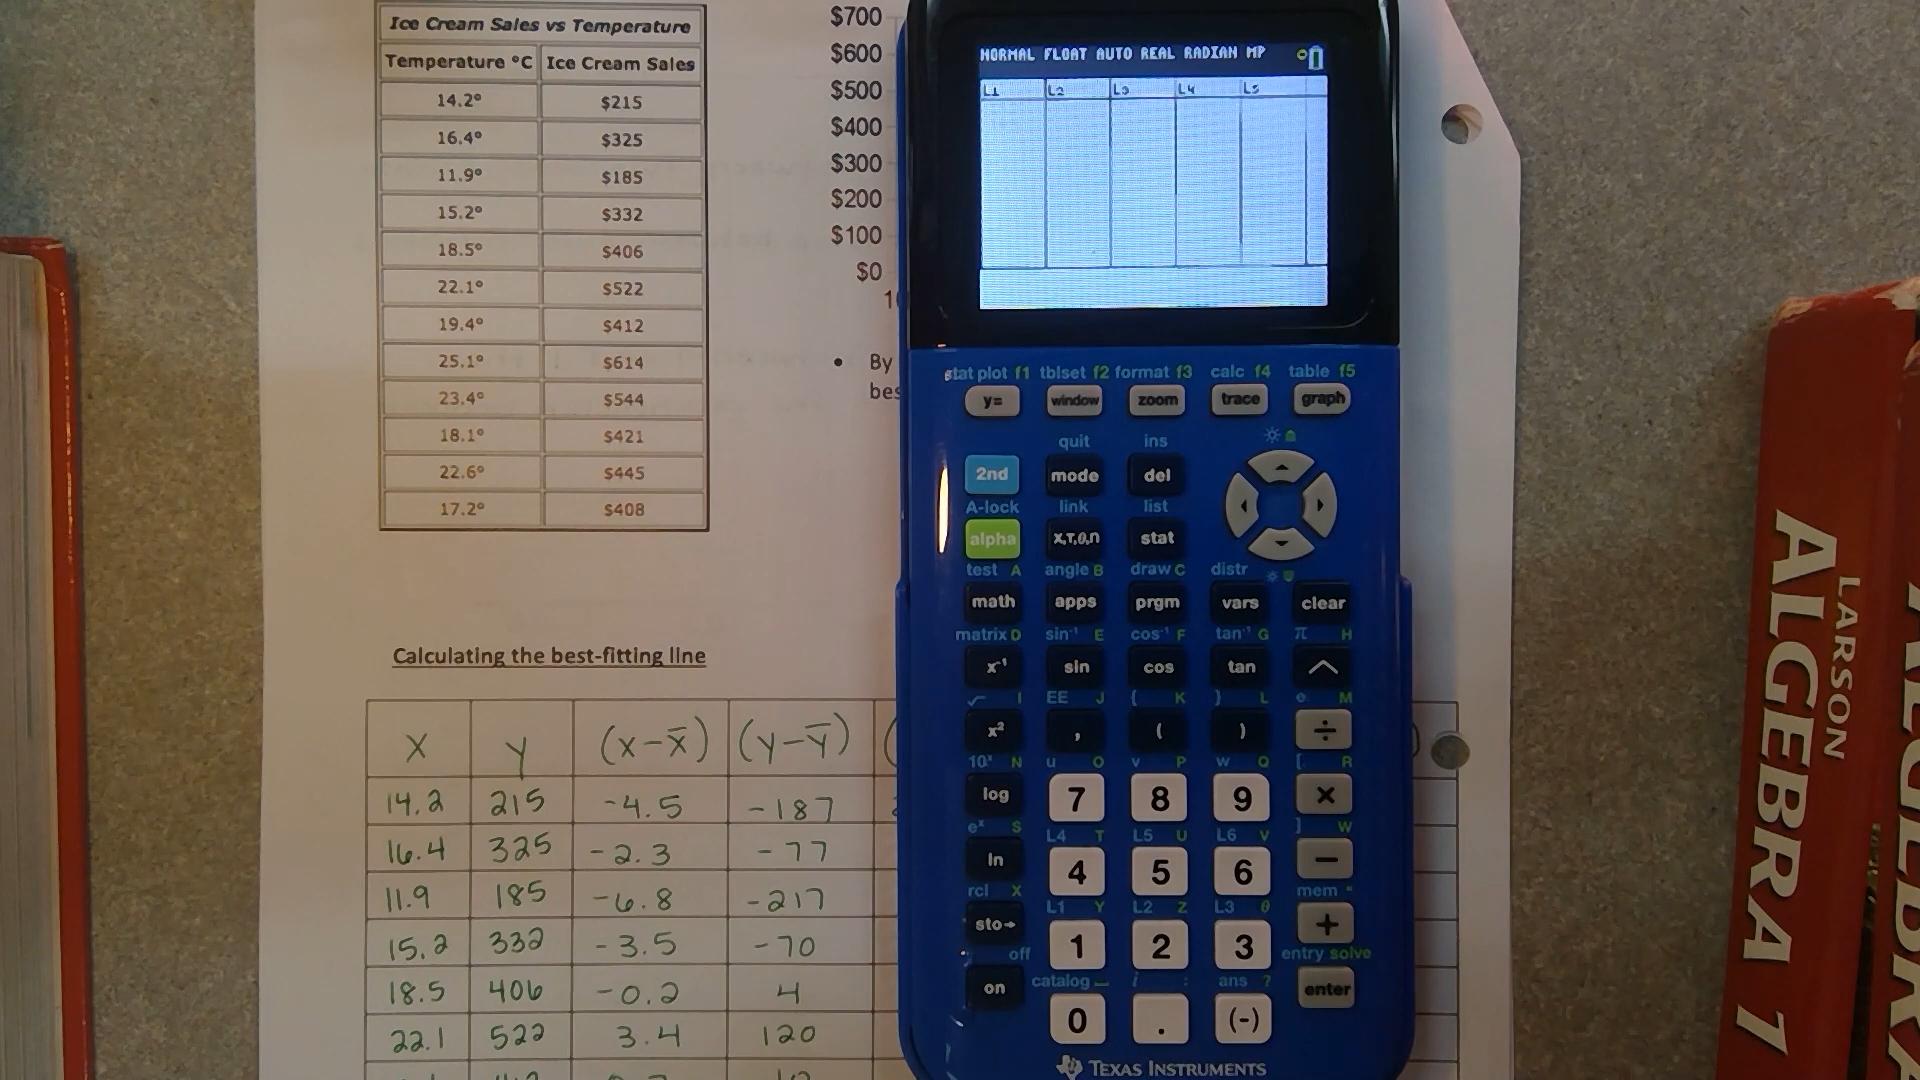 Ice Cream Sales vs Temperature
Temperature °C Ice Cream Sales
14.2° $215
16.4° $325
11.9° $185
15.2° $332
18.5° $406
22.1° $522
19.4° $412
25.1° $614
23.4° $544
18.1° $421
22.6° $445
17.2° $408
$700
$600
$500
$400
$300
$200
$100
$0
By
Calculating the best-fitting line
x y (x-x̄) (y-ȳ)
14.2 215 -4.5 -187
16.4 325 -2.3 -77
11.9 185 -6.8 -217
15.2 332 -3.5 -70
18.5 406 -0.2 4
22.1 522 3.4 120
NORMAL FLOAT AUTO REAL RADIAN MP
L1 L2 L3 L4 L5
stat plot f1 tblset f2 format f3 calc f4 table f5
y= window zoom trace graph
quit ins
2nd mode del
A-lock link list
alpha X,T,θ,n stat
test A angle B draw C distr
math apps prgm vars clear
matrix D sin⁻¹ E cos⁻¹ F tan⁻¹ G π H
x⁻¹ sin cos tan ^
√ I EE J { K } L e M
x² , ( ) ÷
10ˣ N u O v P w Q [ R
log 7 8 9 ×
eˣ S L4 T L5 U L6 V ] W
ln 4 5 6 −
rcl X L1 Y L2 Z L3 θ mem "
sto→ 1 2 3 +
off catalog i : ans ? entry solve
on 0 . (-) enter
TEXAS INSTRUMENTS
LARSON
ALGEBRA 1